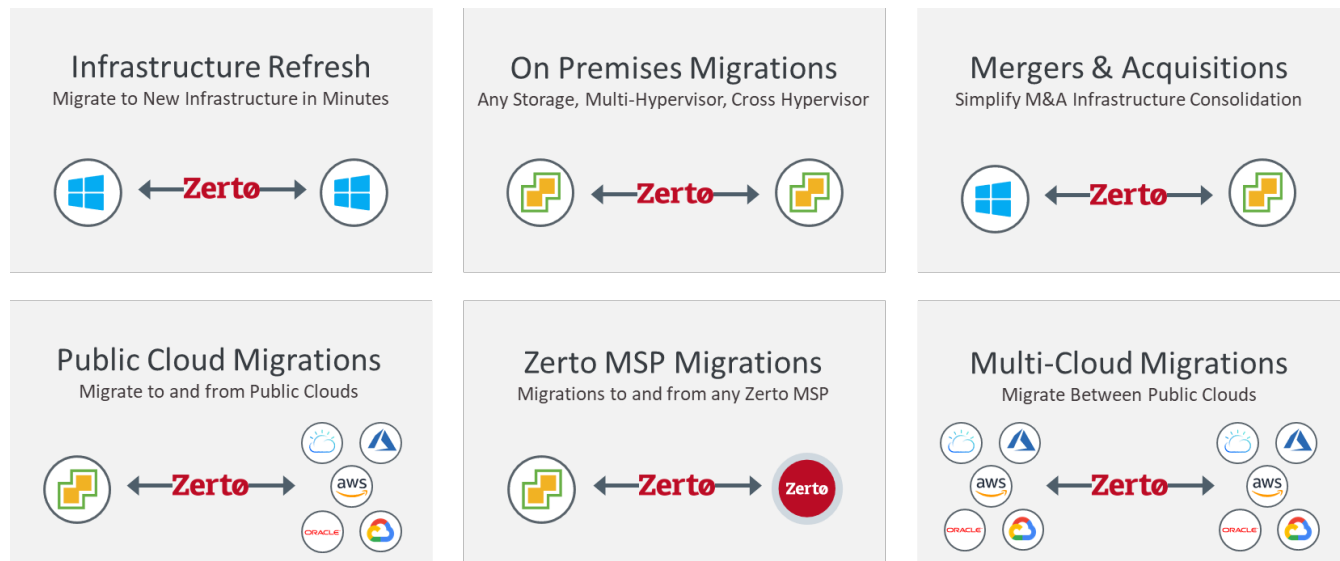 Infrastructure Refresh
Migrate to New Infrastructure in Minutes
Zertø
On Premises Migrations
Any Storage, Multi-Hypervisor, Cross Hypervisor
Zertø
Mergers & Acquisitions
Simplify M&A Infrastructure Consolidation
Zertø
Public Cloud Migrations
Migrate to and from Public Clouds
Zertø
aws
ORACLE
Zerto MSP Migrations
Migrations to and from any Zerto MSP
Zertø
Zertø
Multi-Cloud Migrations
Migrate Between Public Clouds
aws
ORACLE
Zertø
aws
ORACLE